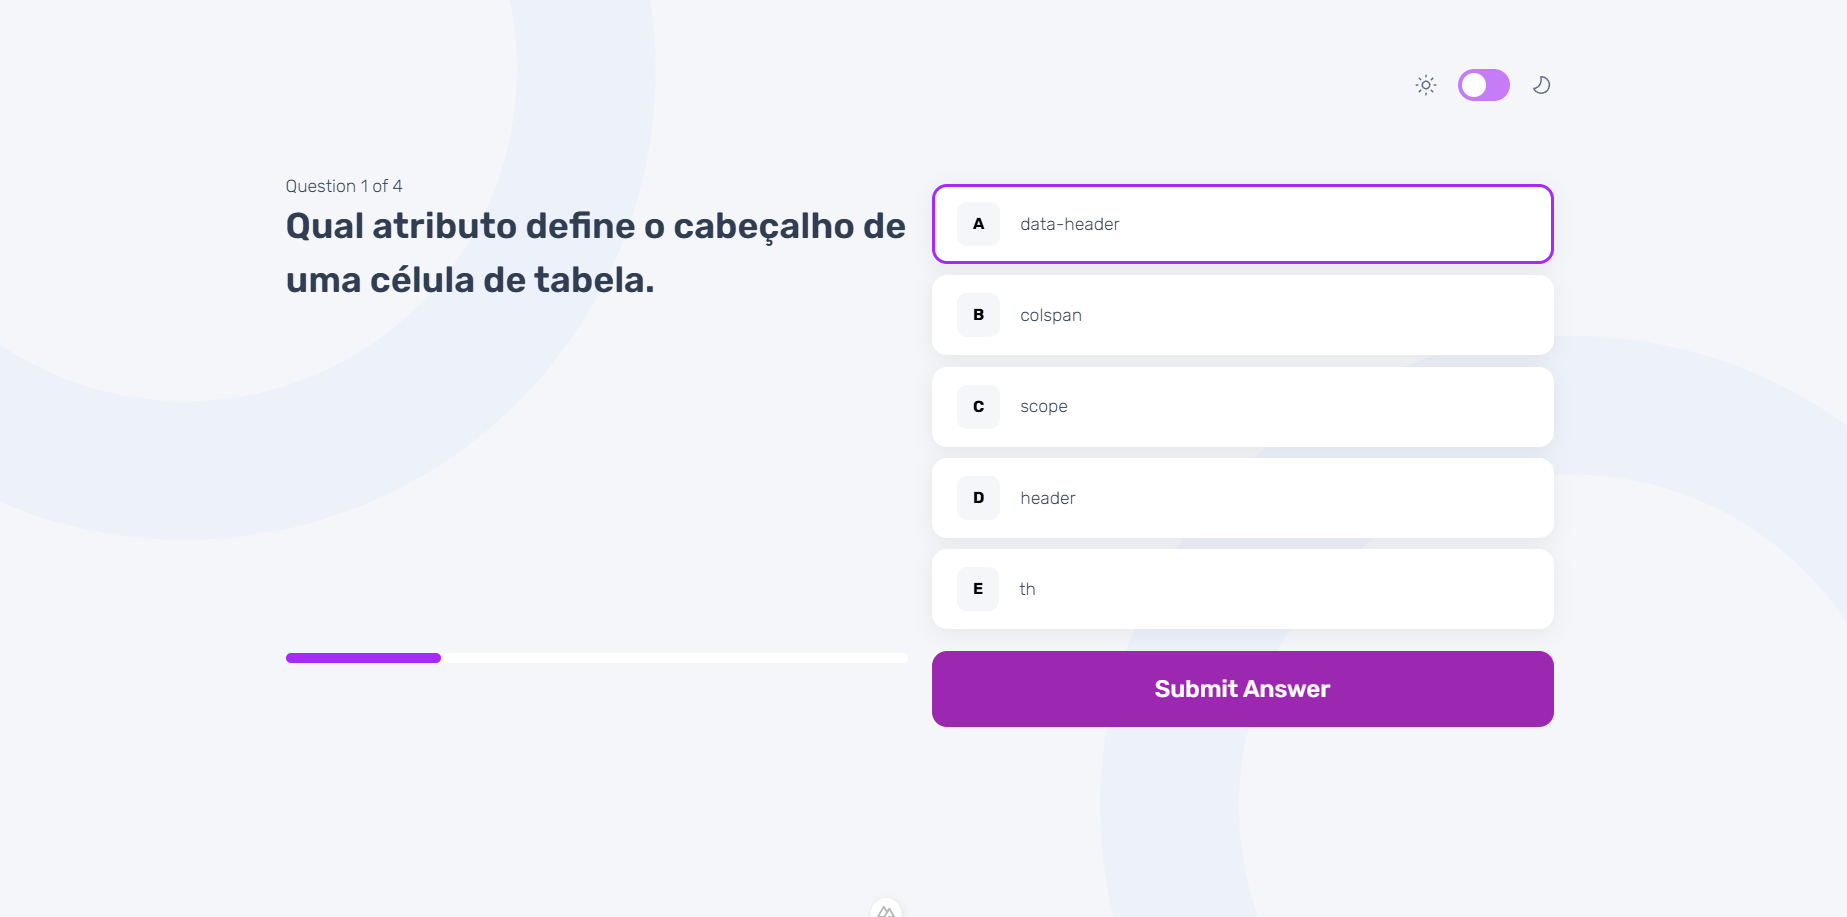 Question 1 of 4
Qual atributo define o cabeçalho de
uma célula de tabela.
A data-header
B colspan
C scope
D header
E th
Submit Answer